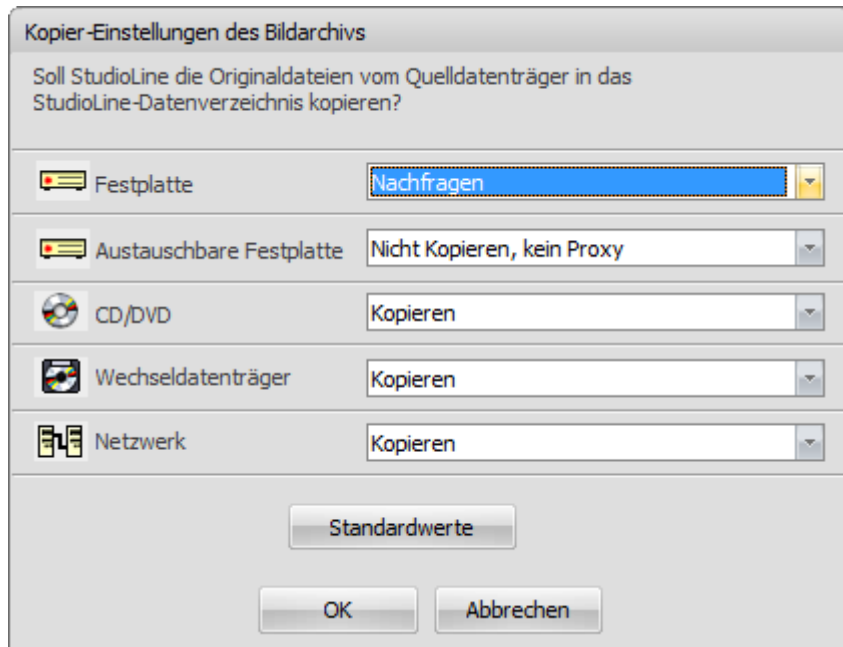 Kopier-Einstellungen des Bildarchivs
Soll StudioLine die Originaldateien vom Quelldatenträger in das
StudioLine-Datenverzeichnis kopieren?
Festplatte Nachfragen
Austauschbare Festplatte Nicht Kopieren, kein Proxy
CD/DVD Kopieren
Wechseldatenträger Kopieren
Netzwerk Kopieren
Standardwerte
OK Abbrechen